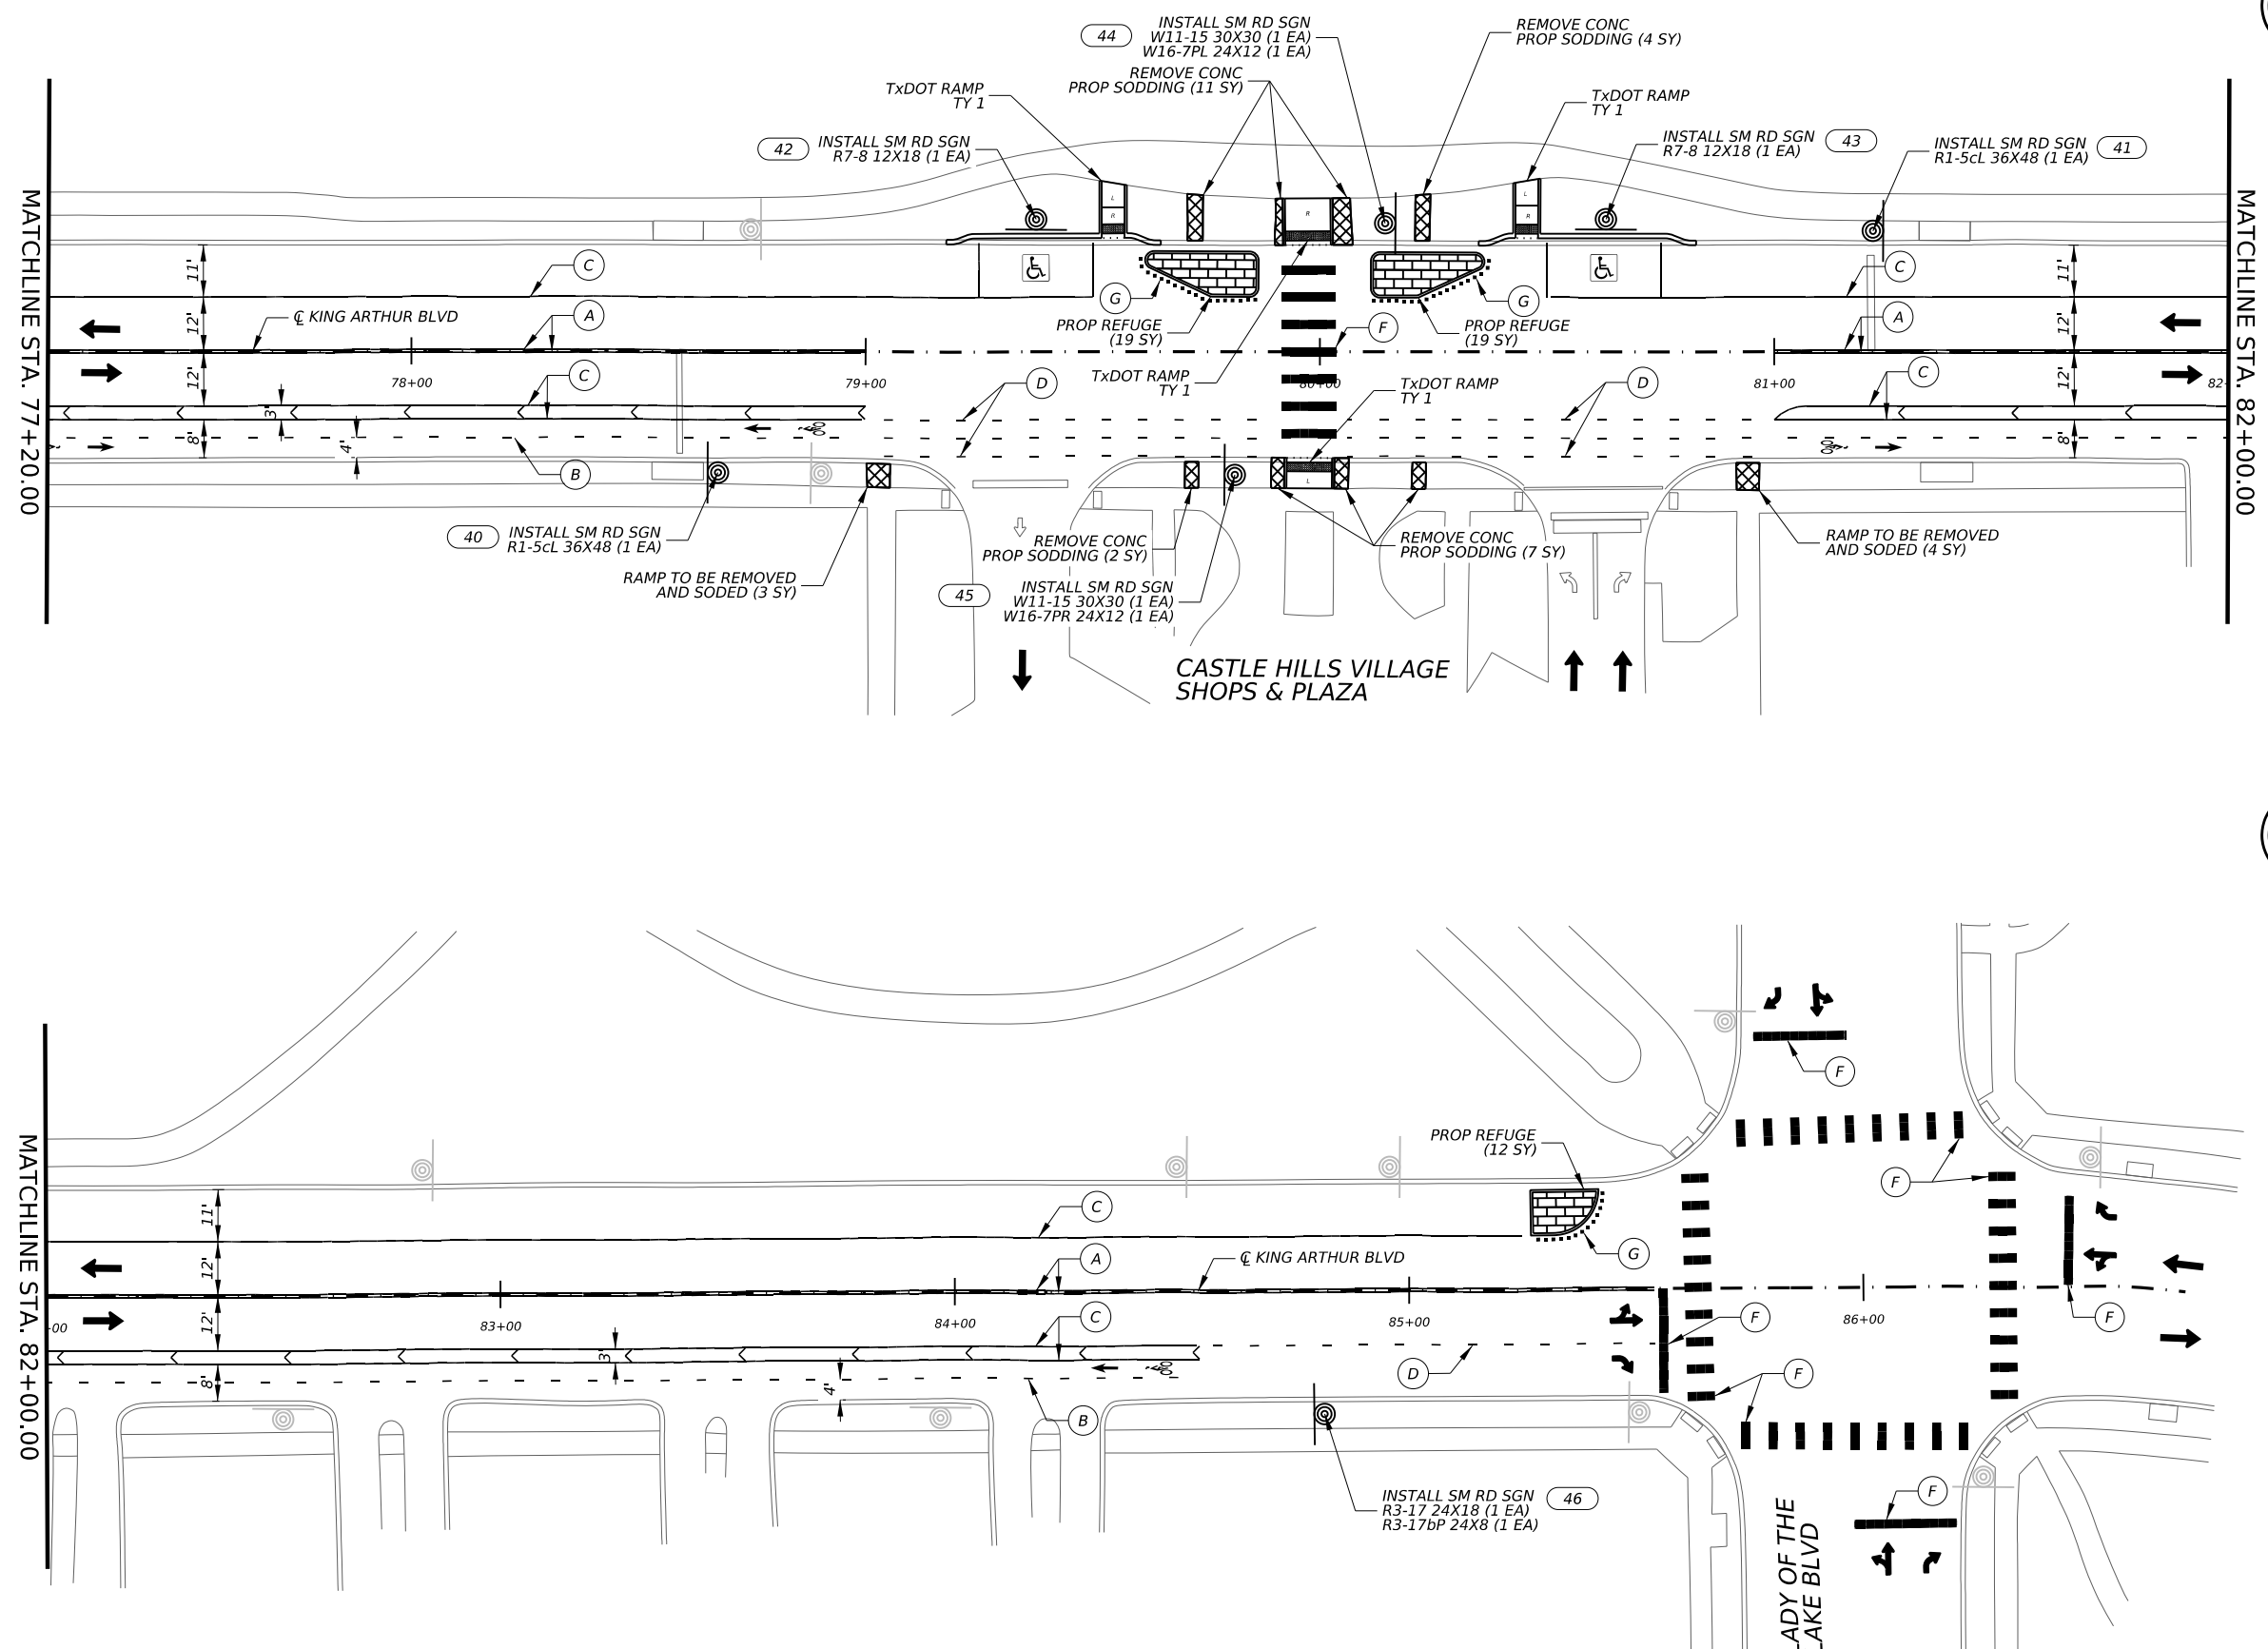 44
INSTALL SM RD SGN
W11-15 30X30 (1 EA)
W16-7PL 24X12 (1 EA)
REMOVE CONC
PROP SODDING (4 SY)
REMOVE CONC
PROP SODDING (11 SY)
TxDOT RAMP
TY 1
TxDOT RAMP
TY 1
42
INSTALL SM RD SGN
R7-8 12X18 (1 EA)
INSTALL SM RD SGN
R7-8 12X18 (1 EA)
43
INSTALL SM RD SGN
R1-5cL 36X48 (1 EA)
41
MATCHLINE STA. 77+20.00
MATCHLINE STA. 82+00.00
L
R
R
L
R
11'
12'
12'
3'
8'
4'
C
A
C
B
℄ KING ARTHUR BLVD
G
G
PROP REFUGE
(19 SY)
PROP REFUGE
(19 SY)
F
C
A
C
11'
12'
12'
8'
78+00
79+00
80+00
81+00
82-
D
D
TxDOT RAMP
TY 1
TxDOT RAMP
TY 1
L
40
INSTALL SM RD SGN
R1-5cL 36X48 (1 EA)
RAMP TO BE REMOVED
AND SODED (3 SY)
REMOVE CONC
PROP SODDING (2 SY)
REMOVE CONC
PROP SODDING (7 SY)
RAMP TO BE REMOVED
AND SODED (4 SY)
45
INSTALL SM RD SGN
W11-15 30X30 (1 EA)
W16-7PR 24X12 (1 EA)
CASTLE HILLS VILLAGE
SHOPS & PLAZA
MATCHLINE STA. 82+00.00
F
PROP REFUGE
(12 SY)
F
11'
12'
12'
3'
8'
4'
C
A
℄ KING ARTHUR BLVD
G
C
-00
83+00
84+00
85+00
86+00
F
F
D
F
B
46
INSTALL SM RD SGN
R3-17 24X18 (1 EA)
R3-17bP 24X8 (1 EA)
F
LADY OF THE
LAKE BLVD